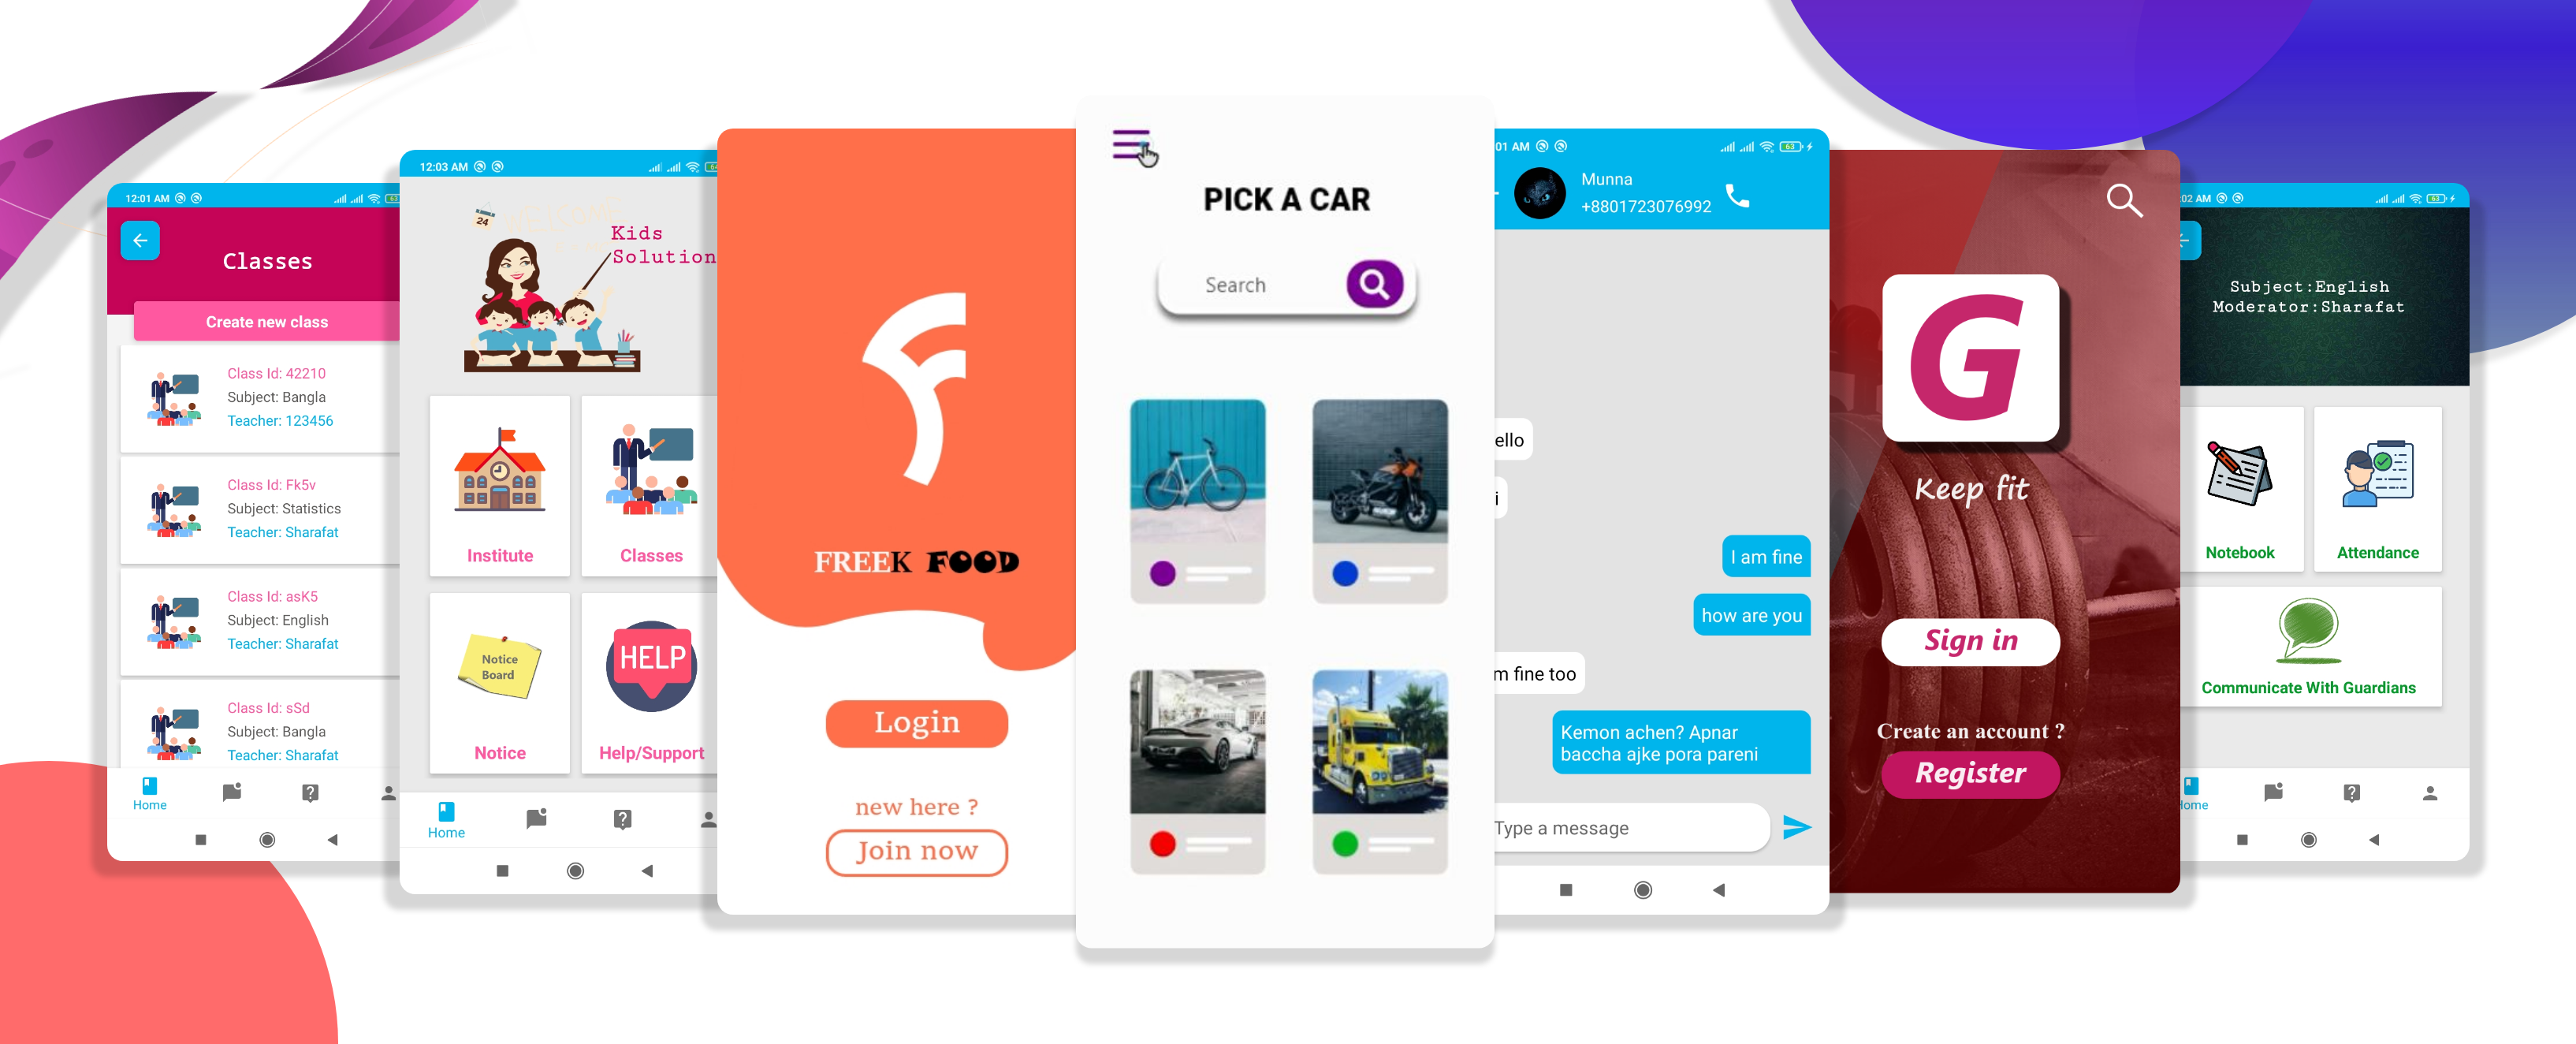 12:01 AM
Classes
Create new class
Class Id: 42210
Subject: Bangla
Teacher: 123456
Class Id: Fk5v
Subject: Statistics
Teacher: Sharafat
Class Id: asK5
Subject: English
Teacher: Sharafat
Class Id: sSd
Subject: Bangla
Teacher: Sharafat
Home
12:03 AM
24
Kids
Solution
Institute
Classes
Notice
Board
HELP
Notice
Help/Support
Home
FREEK FOOD
Login
new here ?
Join now
PICK A CAR
Search
01 AM
63
Munna
+8801723076992
ello
i
I am fine
how are you
m fine too
Kemon achen? Apnar
baccha ajke pora pareni
Type a message
G
Keep fit
Sign in
Create an account ?
Register
02 AM
63
Subject:English
Moderator:Sharafat
Notebook
Attendance
Communicate With Guardians
ome